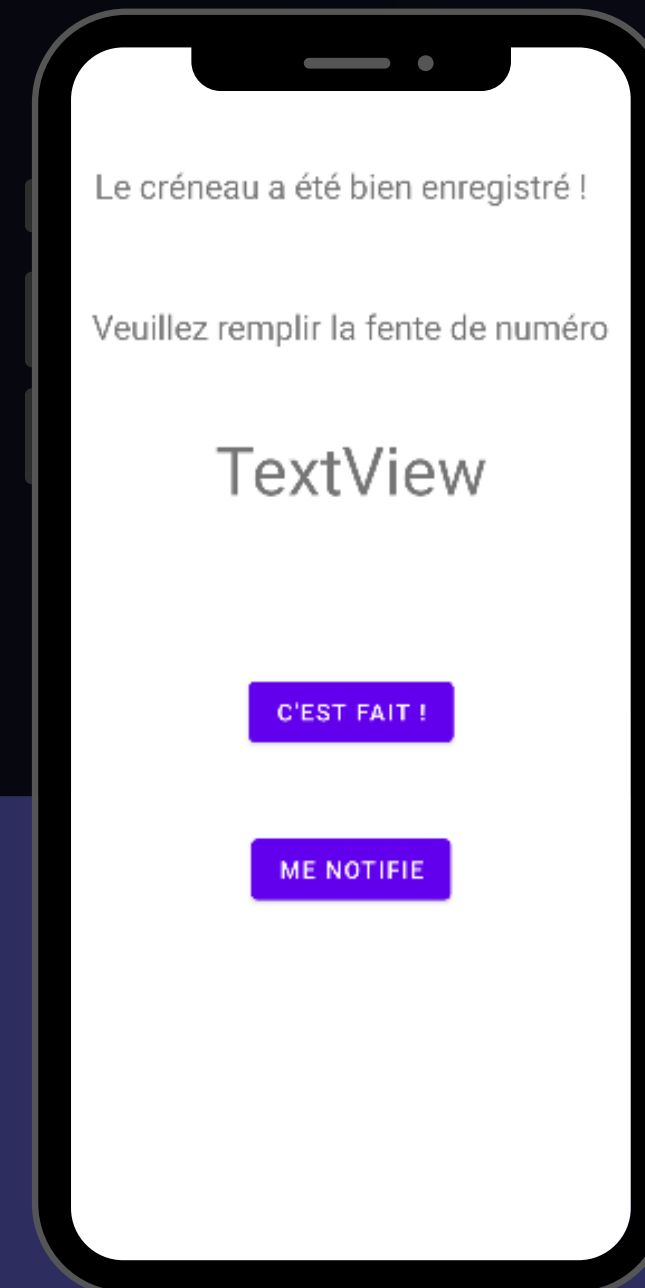 Le créneau a été bien enregistré !
Veuillez remplir la fente de numéro
TextView
C'EST FAIT !
ME NOTIFIE